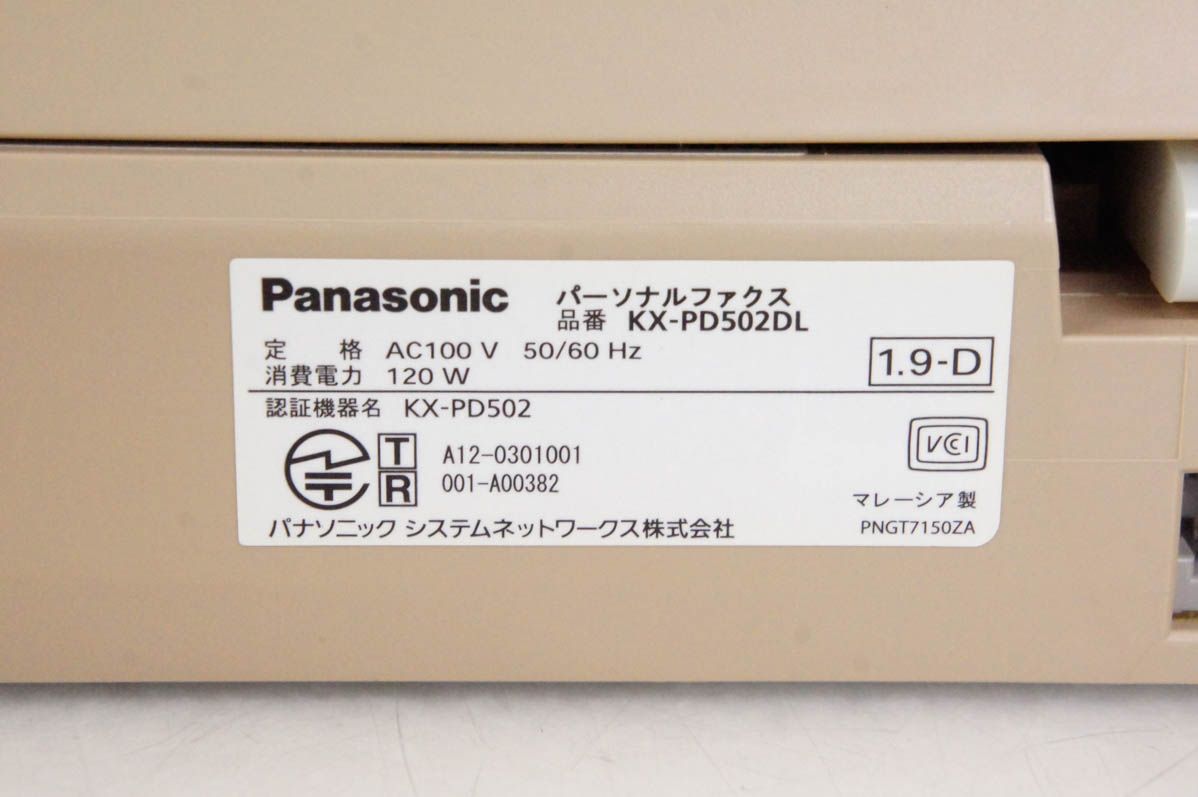 Panasonic パーソナルファクス
品番 KX-PD502DL
定 格 AC100 V 50/60 Hz
消費電力 120 W
1.9-D
認証機器名 KX-PD502
T A12-0301001
R 001-A00382
VCI
マレーシア製
パナソニック システムネットワークス株式会社
PNGT7150ZA